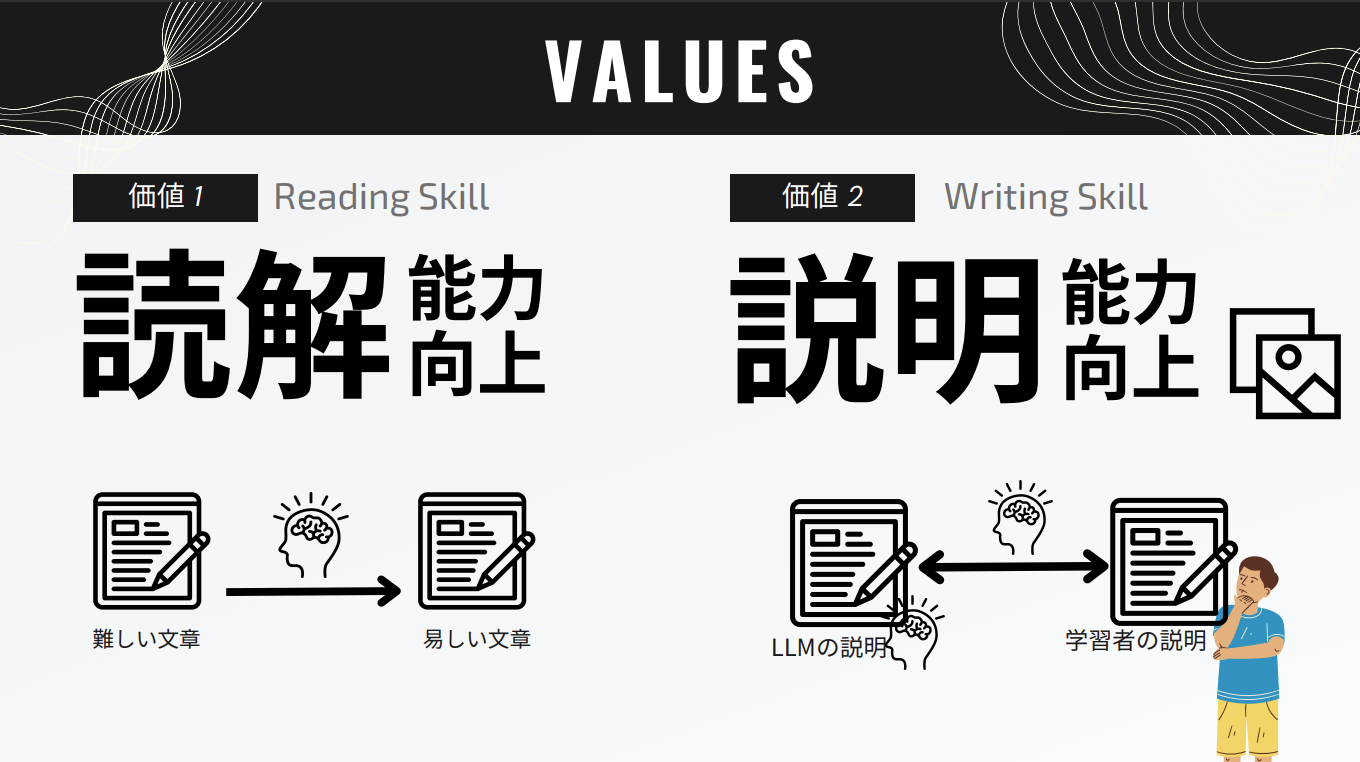 VALUES
価値 1
Reading Skill
読解
能力
向上
難しい文章
易しい文章
価値 2
Writing Skill
説明
能力
向上
LLMの説明
学習者の説明